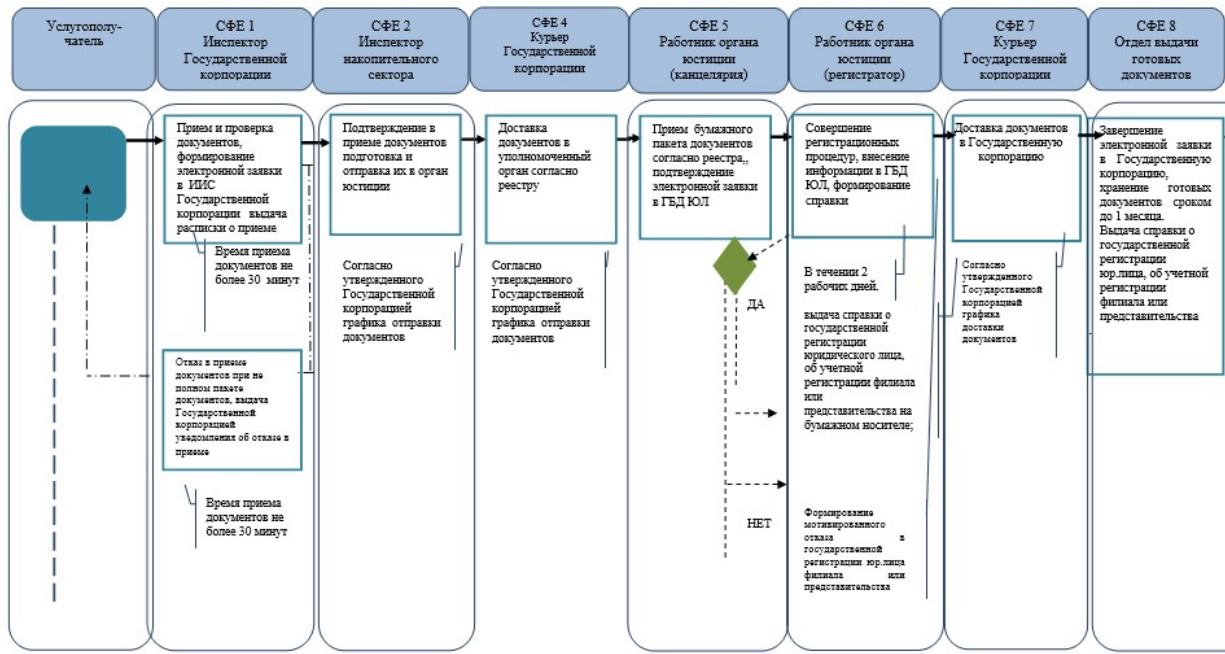 Услугополу-
чатель
СФЕ 1
Инспектор
Государственной
корпорации
СФЕ 2
Инспектор
накопительного
сектора
СФЕ 4
Курьер
Государственной
корпорации
СФЕ 5
Работник органа
юстиции
(канцелярия)
СФЕ 6
Работник органа
юстиции
(регистратор)
СФЕ 7
Курьер
Государственной
корпорации
СФЕ 8
Отдел выдачи
готовых
документов
Прием и проверка
документов,
формирование
электронной заявки
в ИИС
Государственной
корпорации выдача
расписки о приеме
Время приема
документов не
более 30 минут
Отказ в приеме
документов при не
полном пакете
документов, выдача
Государственной
корпорацией
уведомления об отказе в
приеме
Время приема
документов не
более 30 минут
Подтверждение в
приеме документов
подготовка и
отправка их в орган
юстиции
Согласно
утвержденного
Государственной
корпорацией
графика отправки
документов
Доставка
документов в
уполномоченный
орган согласно
реестру
Согласно
утвержденного
Государственной
корпорацией
графика отправки
документов
Прием бумажного
пакета документов
согласно реестра,,
подтверждение
электронной заявки
в ГБД ЮЛ
ДА
НЕТ
Совершение
регистрационных
процедур, внесение
информации в ГБД
ЮЛ, формирование
справки
В течении 2
рабочих дней.
выдача справки о
государственной
регистрации
юридического лица,
об учетной
регистрации филиала
или
представительства на
бумажном носителе;
Формирование
мотивированного
отказа в
государственной
регистрации юр.лица
филиала или
представительства
Доставка документов
в Государственную
корпорацию
Согласно
утвержденного
Государственной
корпорацией
графика
доставки
документов
Завершение
электронной заявки
в Государственную
корпорацию,
хранение готовых
документов сроком
до 1 месяца.
Выдача справки о
государственной
регистрации
юр.лица, об учетной
регистрации
филиала или
представительства